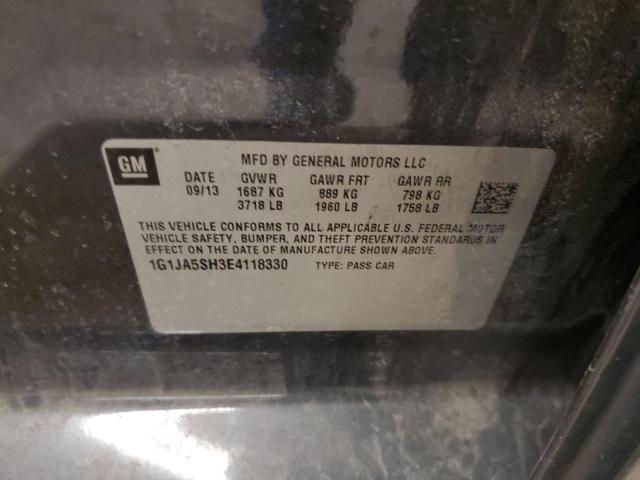 GM
MFD BY GENERAL MOTORS LLC
DATE GVWR GAWR FRT GAWR RR
09/13 1687 KG 889 KG 798 KG
3718 LB 1960 LB 1758 LB
THIS VEHICLE CONFORMS TO ALL APPLICABLE U.S. FEDERAL MOTOR
VEHICLE SAFETY, BUMPER, AND THEFT PREVENTION STANDARDS IN
EFFECT ON THE DATE OF MANUFACTURE SHOWN ABOVE.
1G1JA5SH3E4118330 TYPE: PASS CAR